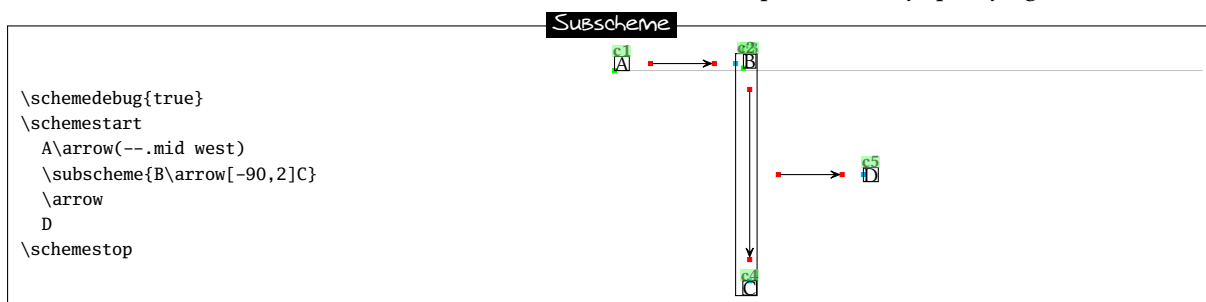 Subscheme
\schemedebug{true}
\schemestart
A\arrow(--.mid west)
\subscheme{B\arrow[-90,2]C}
\arrow
D
\schemestop
c1
A
c2
B
c5
D
c4
C